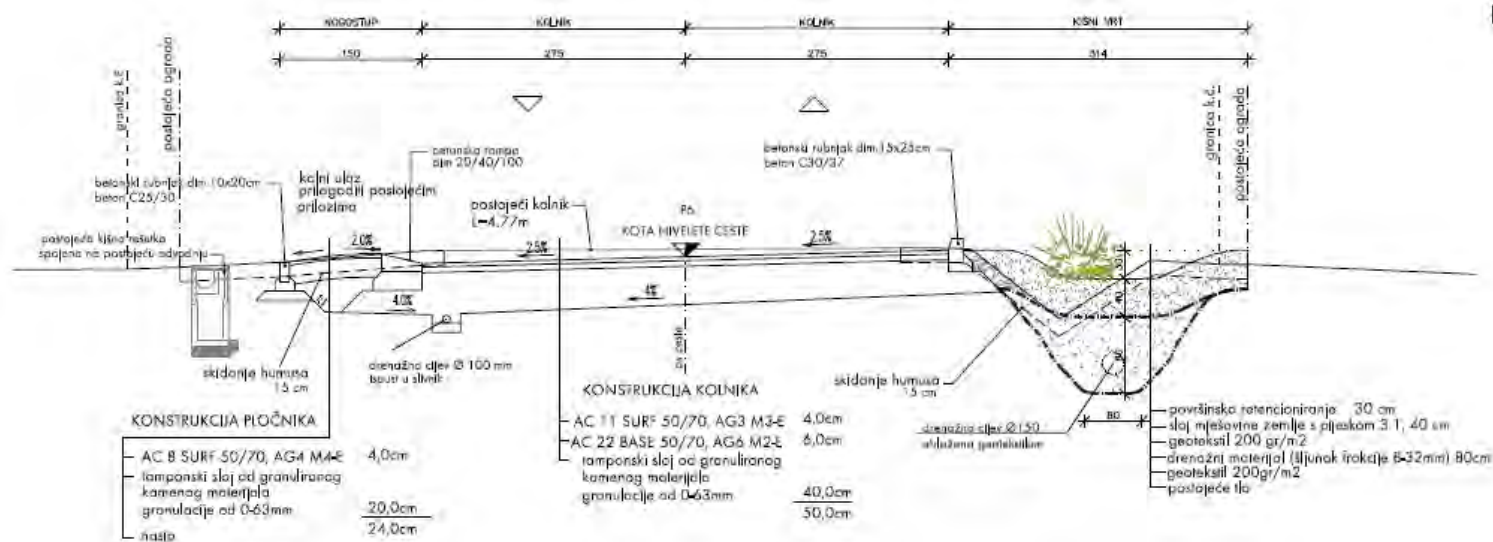 NOGOSTUP
KOLNIK
KOLNIK
KIŠNI VRT
150
275
275
314
granica k.č.
postojeća ograda
granica k.č.
postojeća ograda
betonska rampa
dim 20/40/100
betonski rubnjak dim.15x25cm
beton C30/37
betonski rubnjak dim.10x20cm
beton C25/30
kolni ulaz
prilagoditi postojećim
prilazima
postojeći kolnik
L=4.77m
P6
KOTA NIVELETE CESTE
postojeća kišna rešetka
spojena na postojeću odvodnju
2.0%
2.5%
2.5%
4.0%
4%
os ceste
30
40
80
80
skidanje humusa
15 cm
drenažna cijev Ø 100 mm
ispust u slivnik
skidanje humusa
15 cm
drenažna cijev Ø150
obložena geotekstilom
KONSTRUKCIJA PLOČNIKA
AC 8 SURF 50/70, AG4 M4-E 4,0cm
tamponski sloj od granuliranog
kamenog materijala
granulacije od 0-63mm 20,0cm
24,0cm
nasip
KONSTRUKCIJA KOLNIKA
AC 11 SURF 50/70, AG3 M3-E 4,0cm
AC 22 BASE 50/70, AG6 M2-E 6,0cm
tamponski sloj od granuliranog
kamenog materijala
granulacije od 0-63mm 40,0cm
50,0cm
površinsko retencioniranje 30 cm
sloj mješavine zemlje s pijeskom 3:1, 40 cm
geotekstil 200 gr/m2
drenažni materijal (šljunak frakcije 8-32mm) 80cm
geotekstil 200gr/m2
postojeće tlo